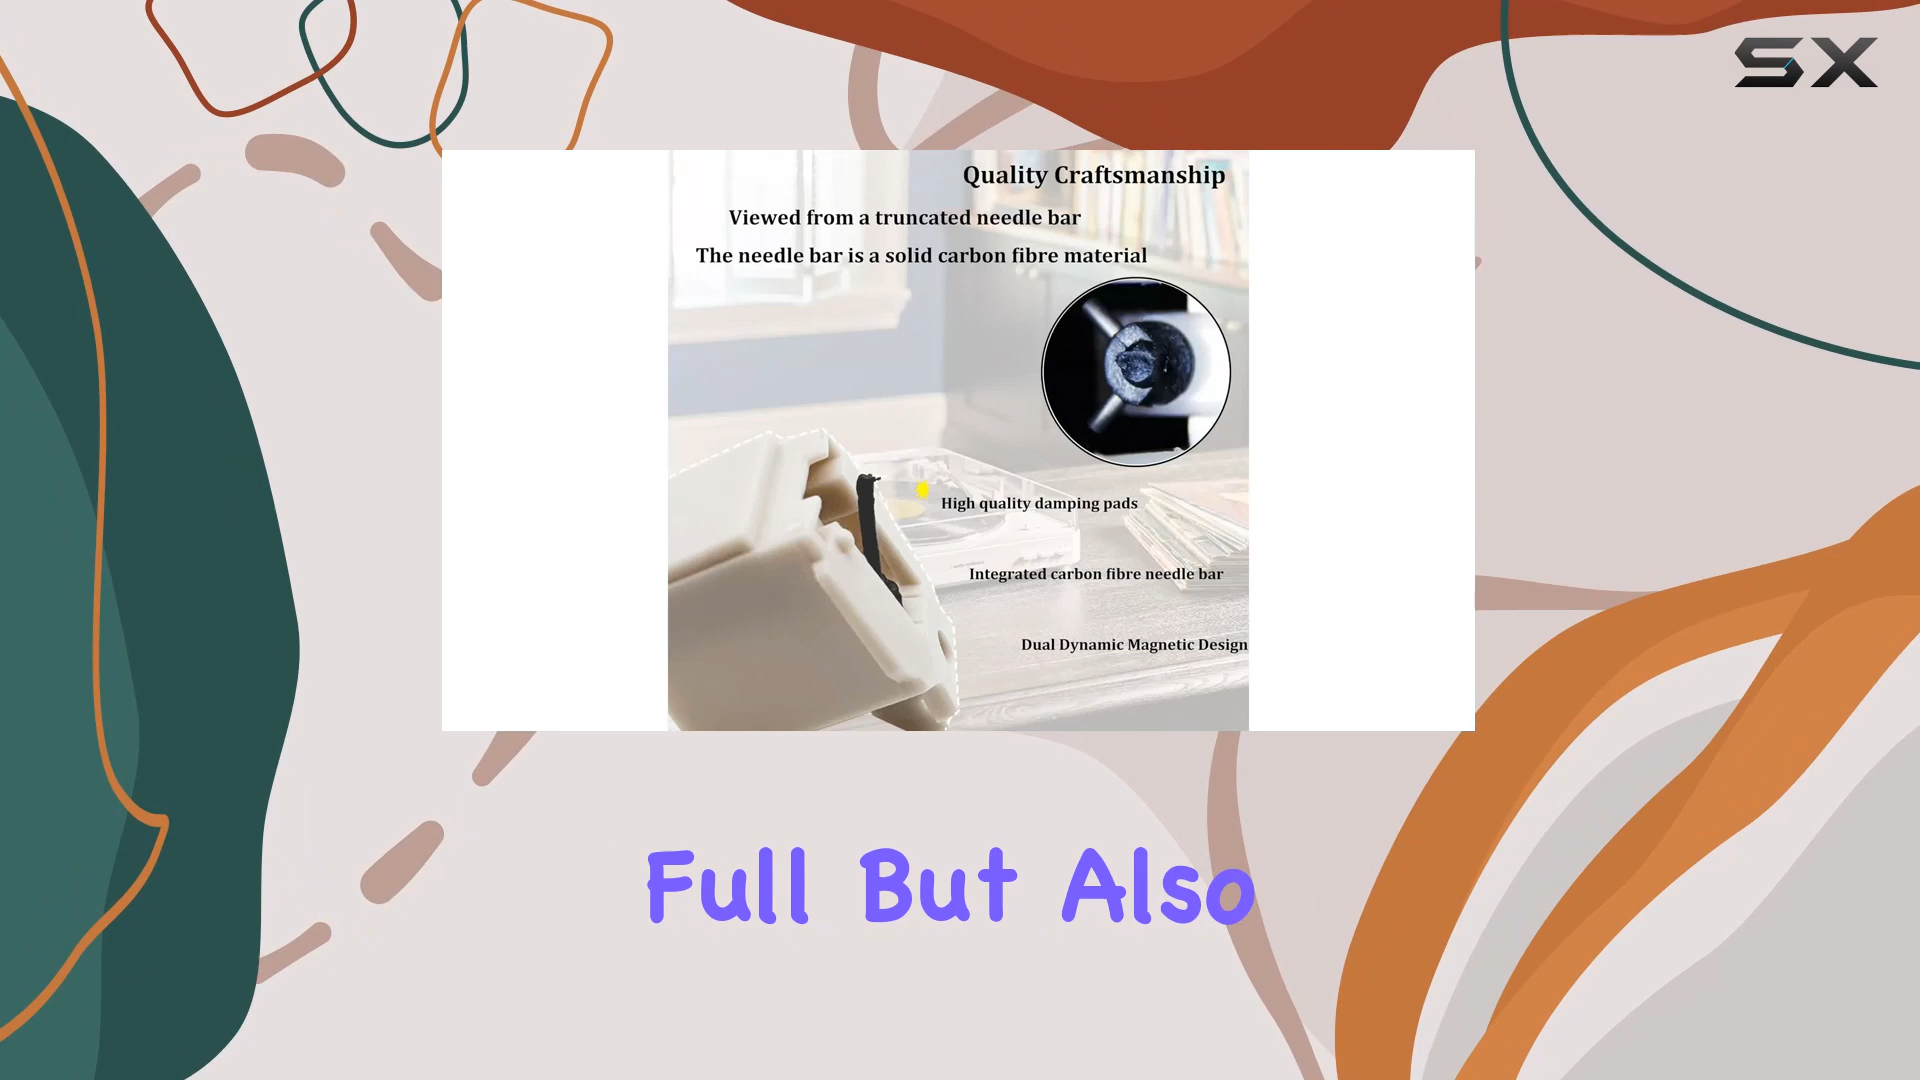 SX
Quality Craftsmanship
Viewed from a truncated needle bar
The needle bar is a solid carbon fibre material
High quality damping pads
Integrated carbon fibre needle bar
Dual Dynamic Magnetic Design
Full But Also